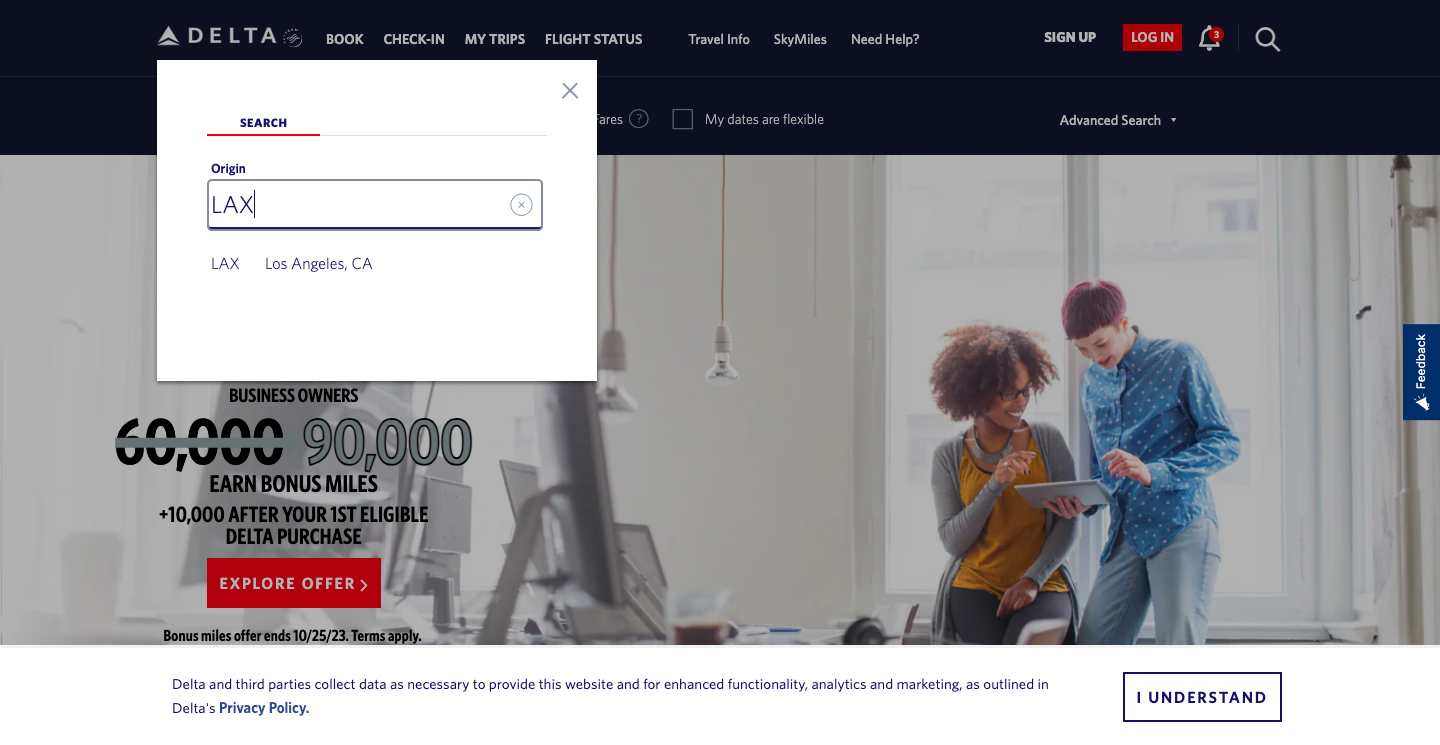 DELTA
BOOK
CHECK-IN
MY TRIPS
FLIGHT STATUS
Travel Info
SkyMiles
Need Help?
SIGN UP
LOG IN
3
SEARCH
Fares
?
My dates are flexible
Advanced Search
Origin
LAX
LAX Los Angeles, CA
Feedback
BUSINESS OWNERS
60,000 90,000
EARN BONUS MILES
+10,000 AFTER YOUR 1ST ELIGIBLE
DELTA PURCHASE
EXPLORE OFFER
Bonus miles offer ends 10/25/23. Terms apply.
Delta and third parties collect data as necessary to provide this website and for enhanced functionality, analytics and marketing, as outlined in
Delta's Privacy Policy.
I UNDERSTAND